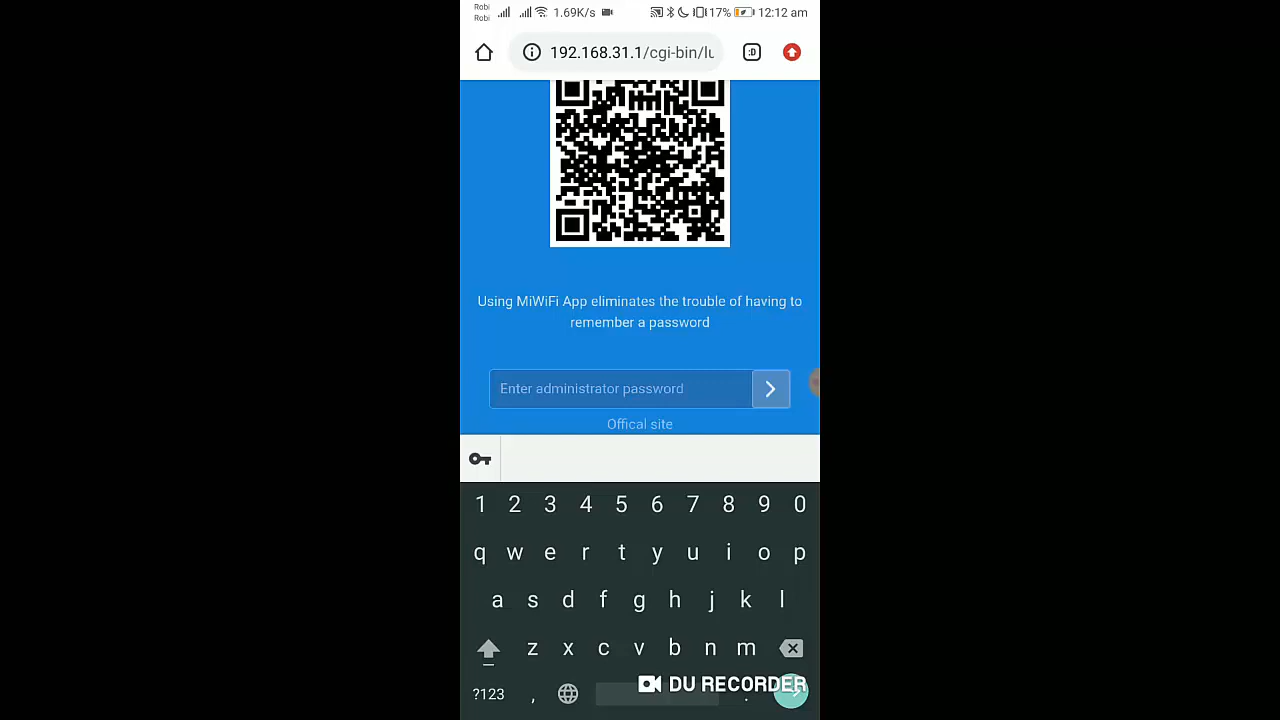 Robi
Robi
1.69K/s
17%
12:12 am
192.168.31.1/cgi-bin/lu
:D
Using MiWiFi App eliminates the trouble of having to
remember a password
Enter administrator password
Offical site
1 2 3 4 5 6 7 8 9 0
q w e r t y u i o p
a s d f g h j k l
z x c v b n m
?123 , .
DU RECORDER